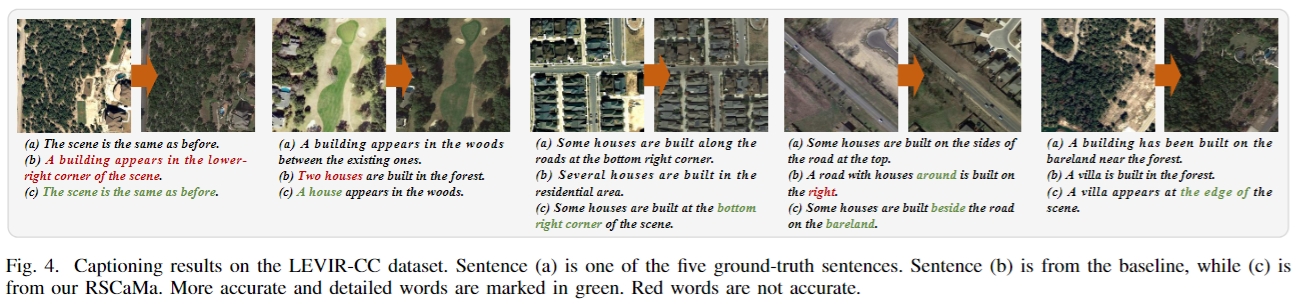 (a) The scene is the same as before.
(b) A building appears in the lower-
right corner of the scene.
(c) The scene is the same as before.
(a) A building appears in the woods
between the existing ones.
(b) Two houses are built in the forest.
(c) A house appears in the woods.
(a) Some houses are built along the
roads at the bottom right corner.
(b) Several houses are built in the
residential area.
(c) Some houses are built at the bottom
right corner of the scene.
(a) Some houses are built on the sides of
the road at the top.
(b) A road with houses around is built on
the right.
(c) Some houses are built beside the road
on the bareland.
(a) A building has been built on the
bareland near the forest.
(b) A villa is built in the forest.
(c) A villa appears at the edge of the
scene.
Fig. 4. Captioning results on the LEVIR-CC dataset. Sentence (a) is one of the five ground-truth sentences. Sentence (b) is from the baseline, while (c) is
from our RSCaMa. More accurate and detailed words are marked in green. Red words are not accurate.